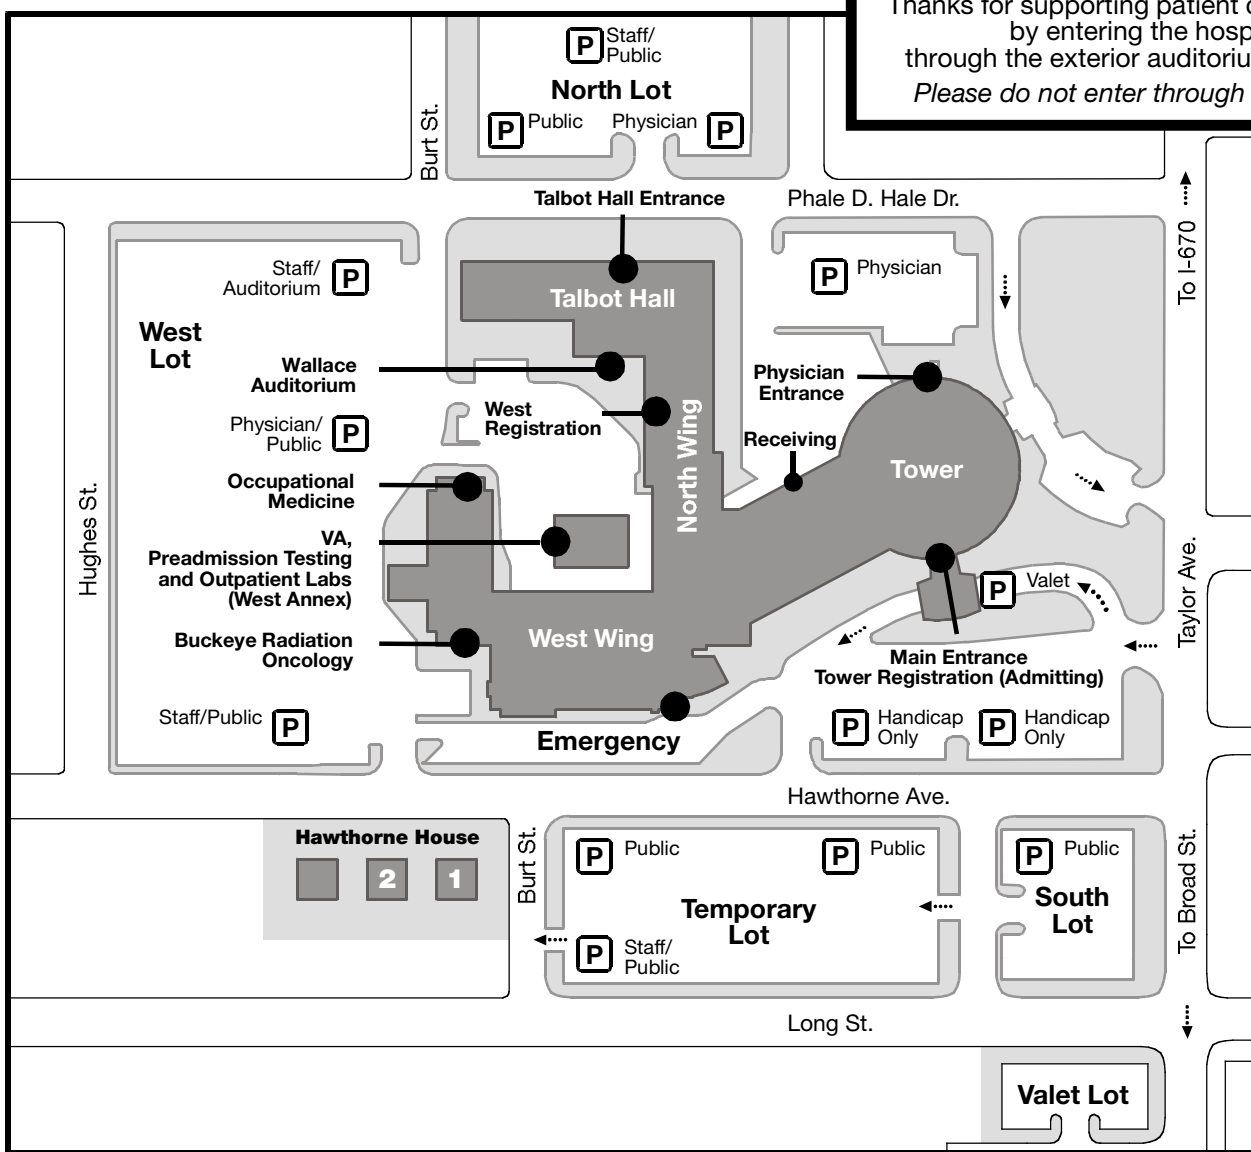 Thanks for supporting patient
by entering the
through the exterior
Please do not enter through
P Staff/
Public
North Lot
P Public
Physician P
Burt St.
Talbot Hall Entrance
Phale D. Hale Dr.
To I-670
Staff/
Auditorium P
P Physician
Talbot Hall
West
Lot
Wallace
Auditorium
Physician
Entrance
West
Registration
Physician/
Public P
North Wing
Receiving
Tower
Occupational
Medicine
Hughes St.
VA,
Preadmission Testing
and Outpatient Labs
(West Annex)
P Valet
Taylor Ave.
Buckeye Radiation
Oncology
West Wing
Main Entrance
Tower Registration (Admitting)
Staff/Public P
P Handicap
Only
P Handicap
Only
Emergency
Hawthorne Ave.
Hawthorne House
2
1
Burt St.
P Public
P Public
P Public
Temporary
Lot
South
Lot
To Broad St.
P Staff/
Public
Long St.
Valet Lot